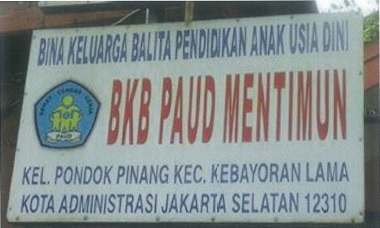 BINA KELUARGA BALITA PENDIDIKAN ANAK USIA DINI
BKB PAUD MENTIMUN
PAUD
KEL. PONDOK PINANG KEC. KEBAYORAN LAMA
KOTA ADMINISTRASI JAKARTA SELATAN 12310